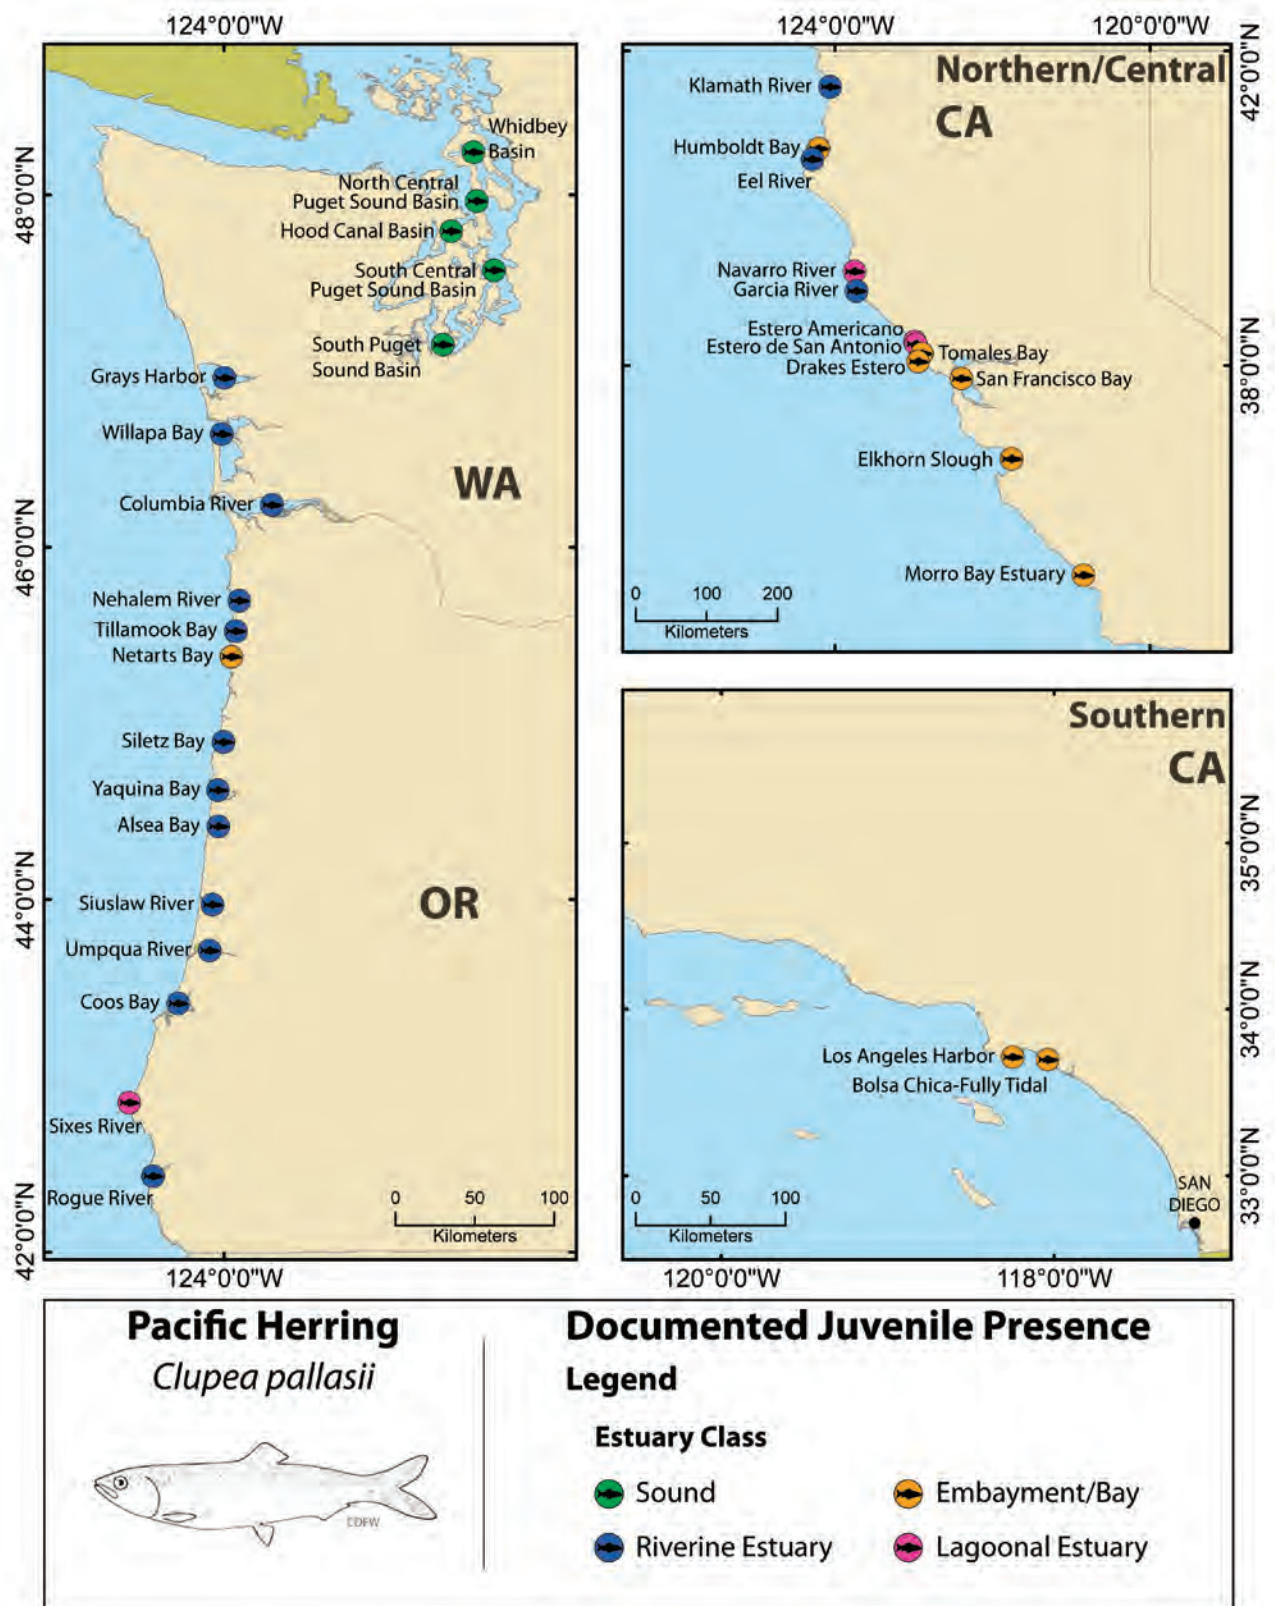 124°0'0"W
48°0'0"N
46°0'0"N
44°0'0"N
42°0'0"N
Whidbey
Basin
North Central
Puget Sound Basin
Hood Canal Basin
South Central
Puget Sound Basin
South Puget
Sound Basin
Grays Harbor
Willapa Bay
WA
Columbia River
Nehalem River
Tillamook Bay
Netarts Bay
Siletz Bay
Yaquina Bay
Alsea Bay
OR
Siuslaw River
Umpqua River
Coos Bay
Sixes River
Rogue River
0 50 100
Kilometers
124°0'0"W
124°0'0"W 120°0'0"W
42°0'0"N
38°0'0"N
Northern/Central
CA
Klamath River
Humboldt Bay
Eel River
Navarro River
Garcia River
Estero Americano
Estero de San Antonio
Tomales Bay
Drakes Estero
San Francisco Bay
Elkhorn Slough
Morro Bay Estuary
0 100 200
Kilometers
Southern
CA
35°0'0"N
34°0'0"N
33°0'0"N
Los Angeles Harbor
Bolsa Chica-Fully Tidal
SAN
DIEGO
0 50 100
Kilometers
120°0'0"W 118°0'0"W
Pacific Herring
Clupea pallasii
CDFW
Documented Juvenile Presence
Legend
Estuary Class
Sound
Embayment/Bay
Riverine Estuary
Lagoonal Estuary